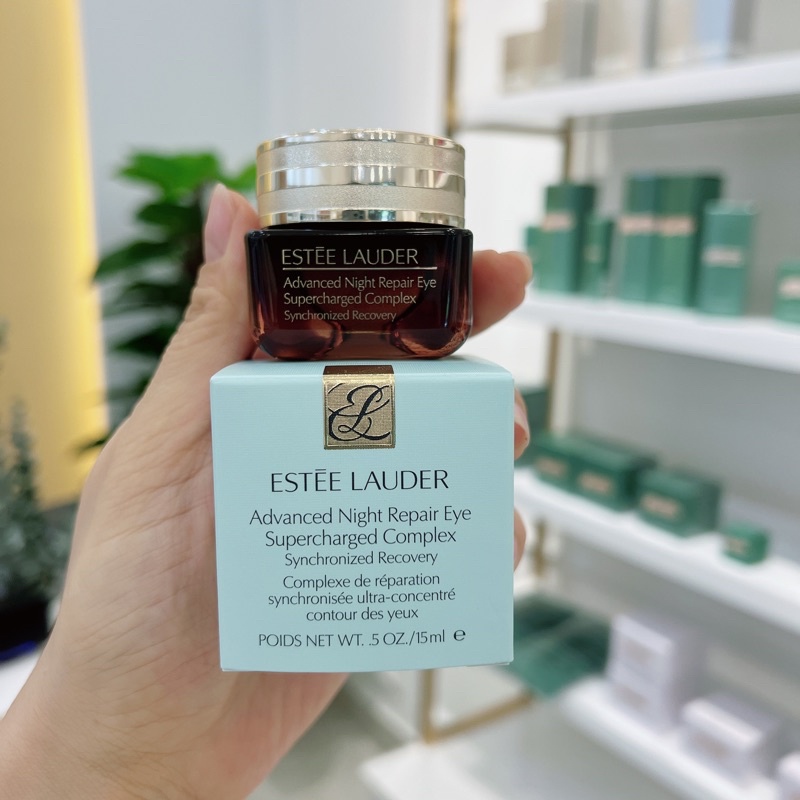 ESTĒE LAUDER
Advanced Night Repair Eye
Supercharged Complex
Synchronized Recovery
EL
ESTĒE LAUDER
Advanced Night Repair Eye
Supercharged Complex
Synchronized Recovery
Complexe de réparation
synchronisée ultra-concentré
contour des yeux
POIDS NET WT. .5 OZ./15ml ℮